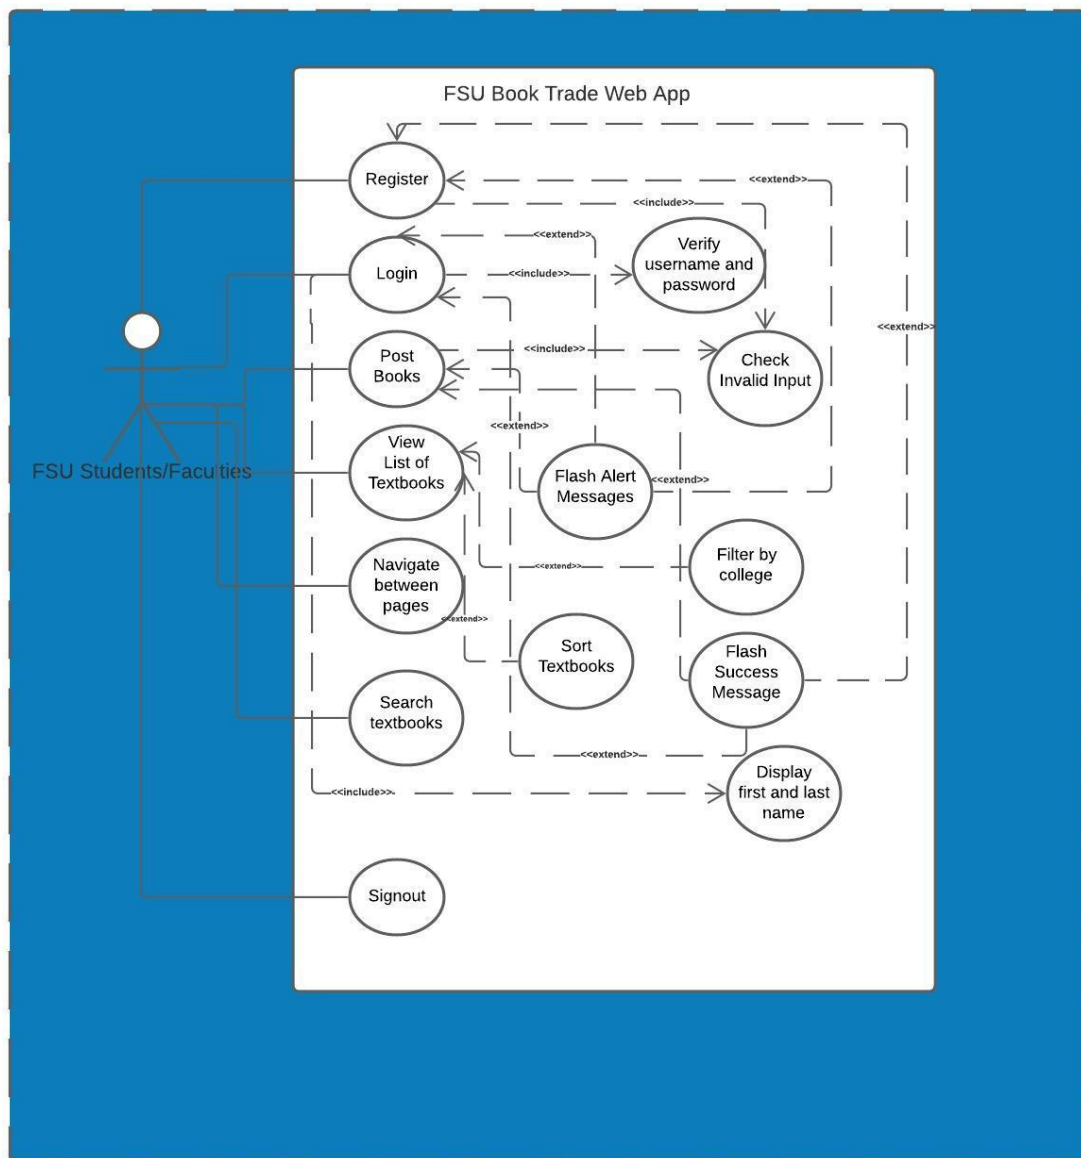 FSU Book Trade Web App
Register
<<extend>>
<<include>>
<<extend>>
Verify
username and
password
Login
<<include>>
<<extend>>
Post
Books
<<include>>
Check
Invalid Input
<<extend>>
View
List of
Textbooks
FSU Students/Faculties
Flash Alert
Messages
<<extend>>
Filter by
college
<<extend>>
Navigate
between
pages
<<extend>>
Sort
Textbooks
Flash
Success
Message
Search
textbooks
<<extend>>
Display
first and last
name
<<include>>
Signout